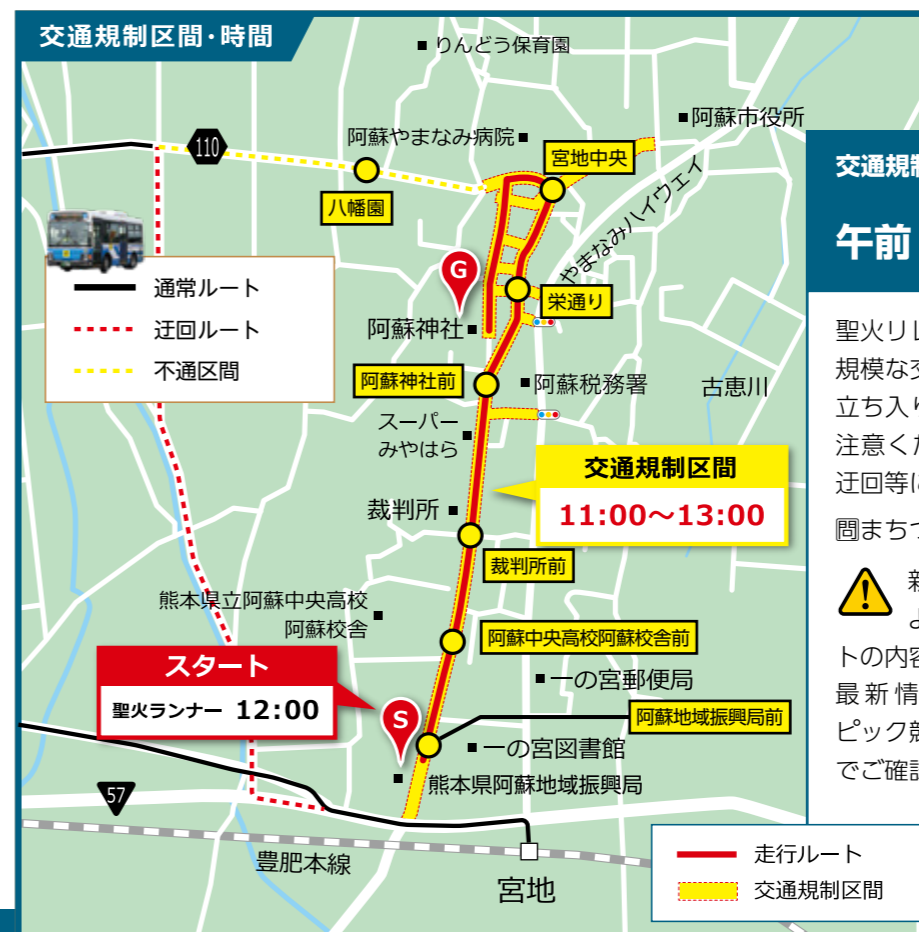 交通規制区間・時間
りんどう保育園
阿蘇市役所
110
阿蘇やまなみ病院
宮地中央
八幡園
やまなみハイウェイ
通常ルート
迂回ルート
不通区間
G
栄通り
阿蘇神社
阿蘇神社前
阿蘇税務署
古恵川
スーパー
みやはら
交通規制区間
11:00〜13:00
裁判所
裁判所前
熊本県立阿蘇中央高校
阿蘇校舎
阿蘇中央高校阿蘇校舎前
スタート
聖火ランナー 12:00
S
一の宮郵便局
阿蘇地域振興局前
一の宮図書館
熊本県阿蘇地域振興局
57
豊肥本線
宮地
走行ルート
交通規制区間
交通規
午前
聖火リ
規模な交
立ち入り
注意く
迂回等に
問まち
新
トの内容
最新情
ピック競
でご確認